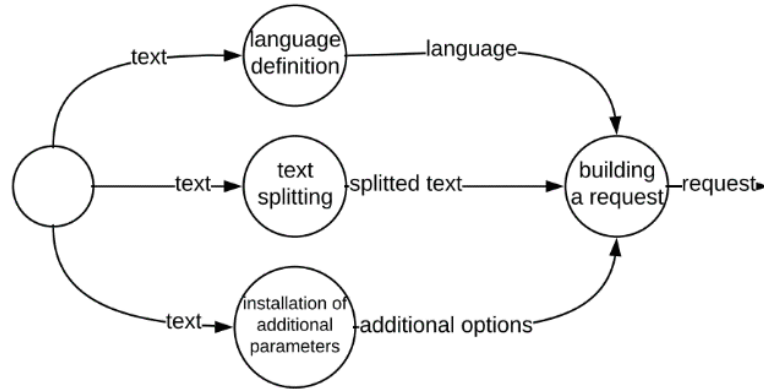 text
language
definition
language
text
text
splitting
splitted text
building
a request
request
text
installation of
additional
parameters
additional options